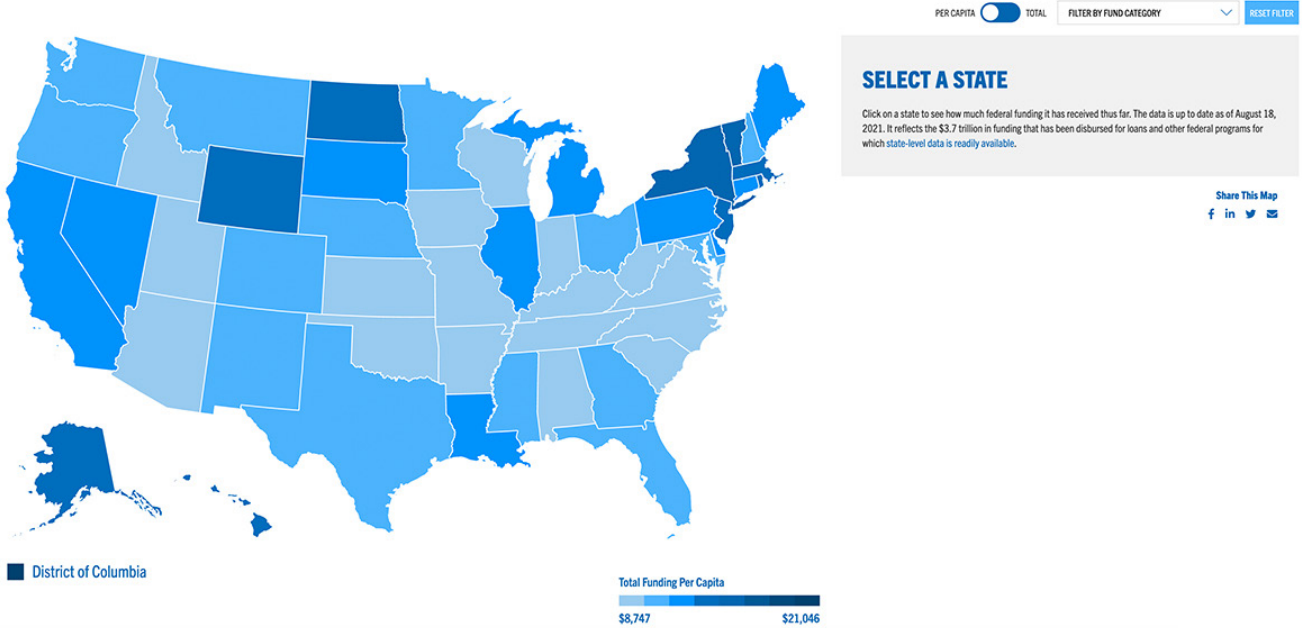 PER CAPITA TOTAL FILTER BY FUND CATEGORY RESET FILTER
SELECT A STATE
Click on a state to see how much federal funding it has received thus far. The data is up to date as of August 18,
2021. It reflects the $3.7 trillion in funding that has been disbursed for loans and other federal programs for
which state-level data is readily available.
Share This Map
District of Columbia
Total Funding Per Capita
$8,747 $21,046